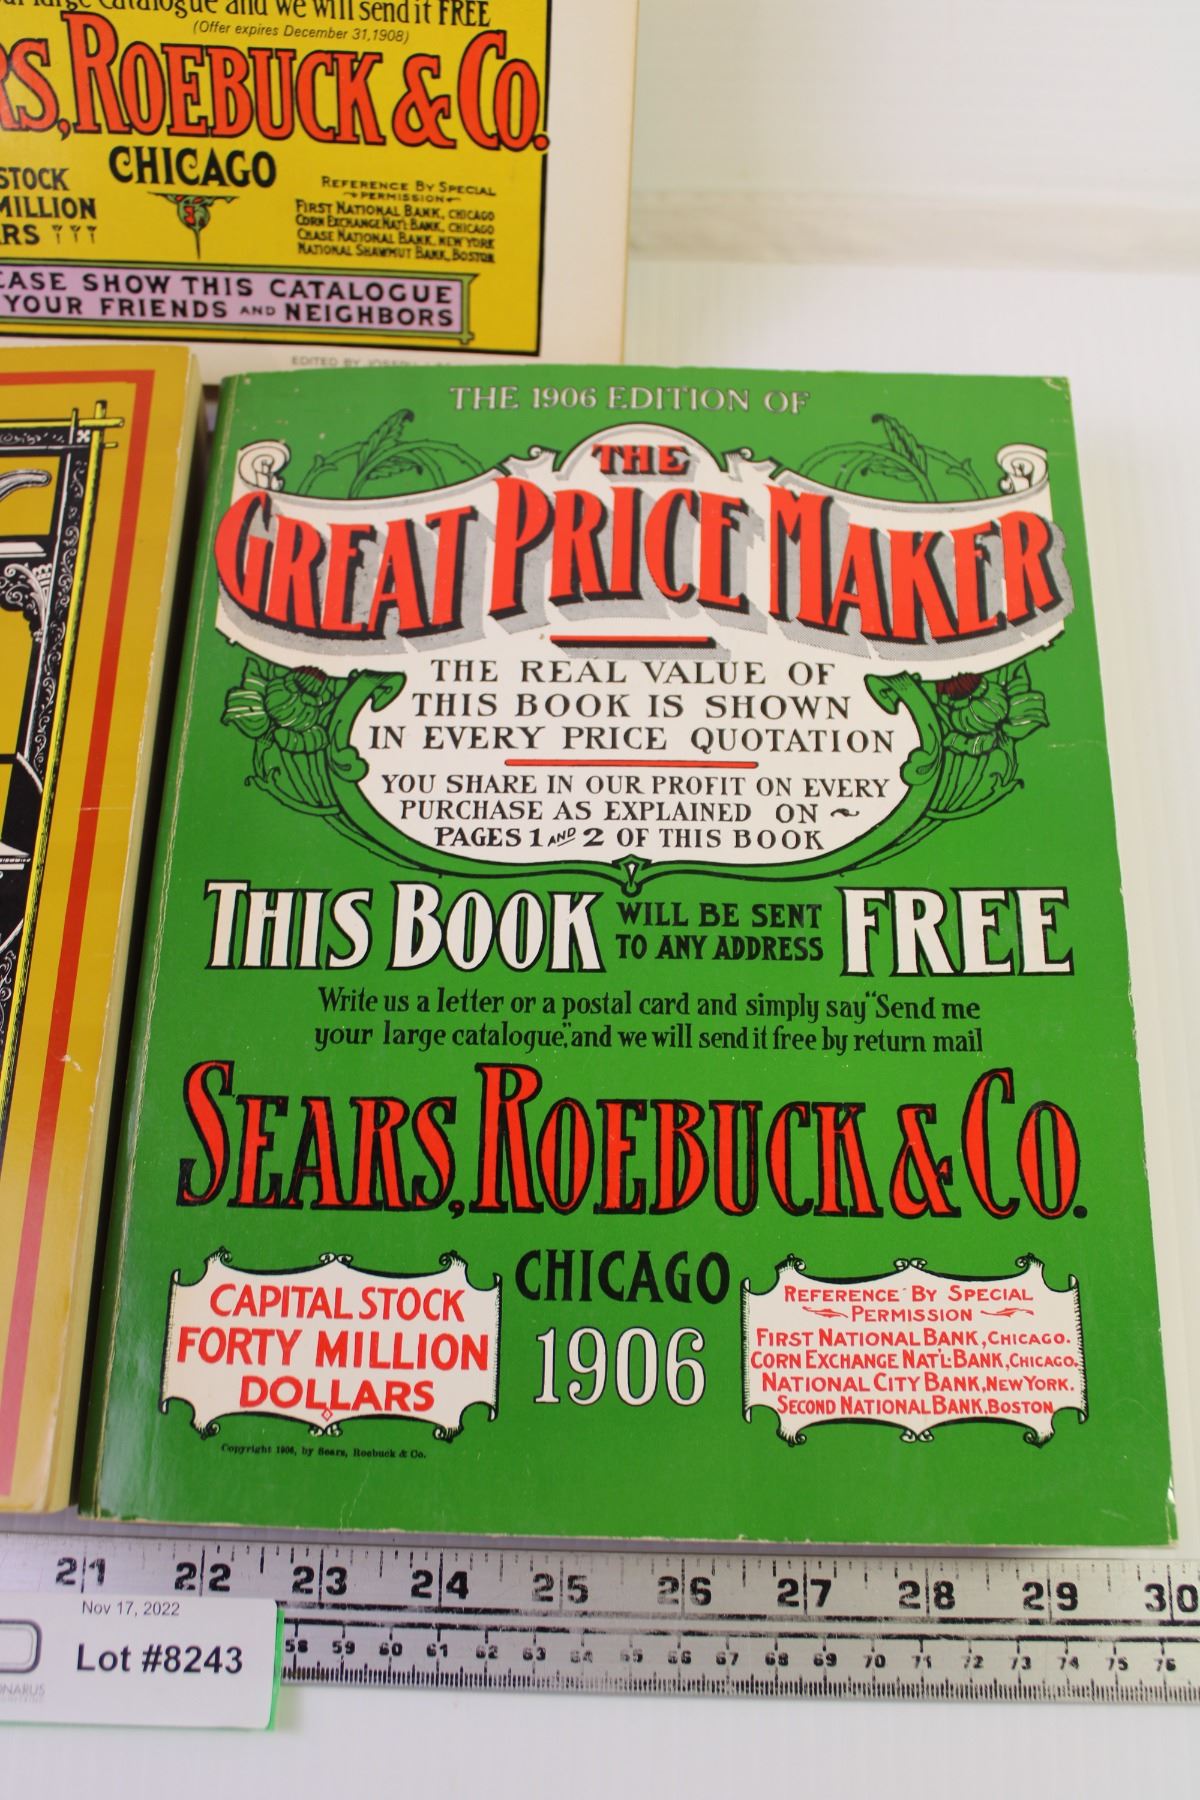 large Catalogue and we will send it FREE
(Offer expires December 31, 1908)
RS, ROEBUCK & CO.
CHICAGO
STOCK
MILLION
RS
REFERENCE BY SPECIAL
PERMISSION
FIRST NATIONAL BANK, CHICAGO
CORN EXCHANGE NAT'L BANK, CHICAGO
CHASE NATIONAL BANK, NEW YORK
NATIONAL SHAWMUT BANK, BOSTON
EASE SHOW THIS CATALOGUE
YOUR FRIENDS AND NEIGHBORS
EDITED BY JOSEPH
THE 1906 EDITION OF
THE
GREAT PRICE MAKER
THE REAL VALUE OF
THIS BOOK IS SHOWN
IN EVERY PRICE QUOTATION
YOU SHARE IN OUR PROFIT ON EVERY
PURCHASE AS EXPLAINED ON ~
PAGES 1 AND 2 OF THIS BOOK
THIS BOOK WILL BE SENT TO ANY ADDRESS FREE
Write us a letter or a postal card and simply say "Send me
your large catalogue," and we will send it free by return mail
SEARS, ROEBUCK & CO.
CHICAGO
1906
CAPITAL STOCK
FORTY MILLION
DOLLARS
REFERENCE BY SPECIAL
PERMISSION
FIRST NATIONAL BANK, CHICAGO.
CORN EXCHANGE NAT'L-BANK, CHICAGO.
NATIONAL CITY BANK, NEW YORK.
SECOND NATIONAL BANK, BOSTON
Copyright 1906, by Sears, Roebuck & Co.
21 22 23 24 25 26 27 28 29 30
58 59 60 61 62 63 64 65 66 67 68 69 70 71 72 73 74 75 76
Nov 17, 2022
Lot #8243